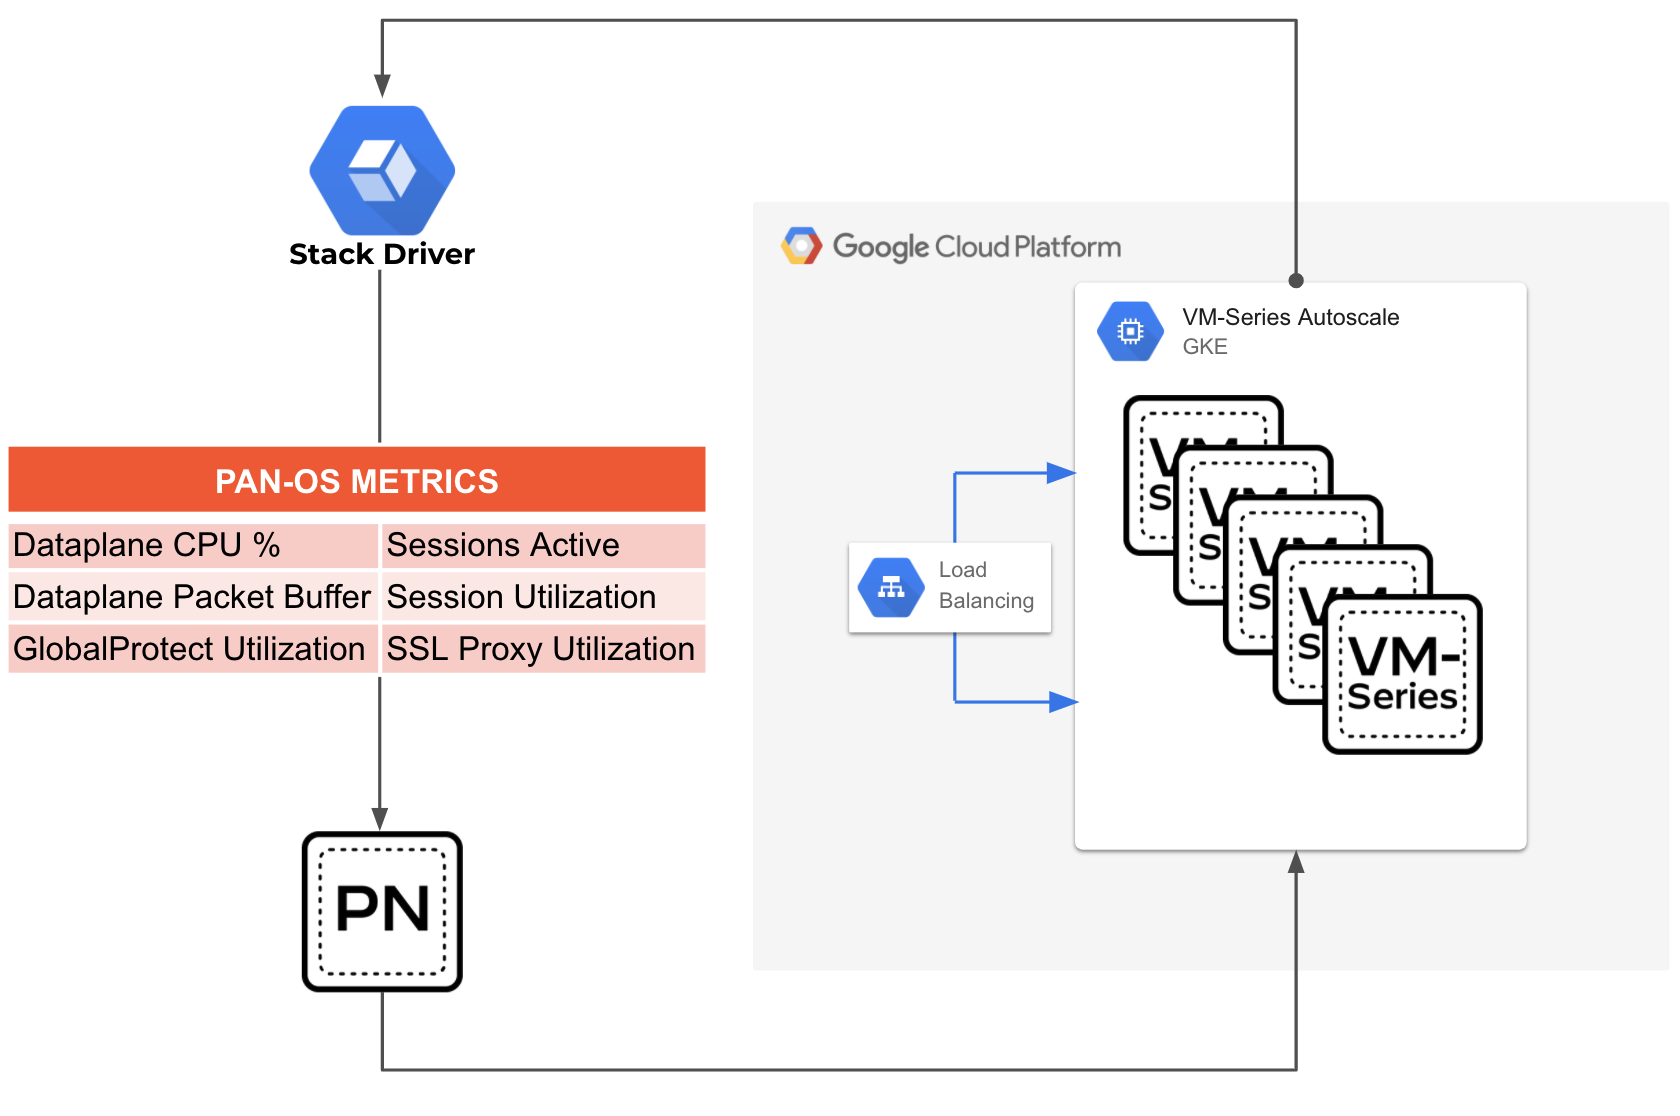 Stack Driver
PAN-OS METRICS
Dataplane CPU % Sessions Active
Dataplane Packet Buffer Session Utilization
GlobalProtect Utilization SSL Proxy Utilization
PN
Google Cloud Platform
VM-Series Autoscale
GKE
Load
Balancing
VM-
Series